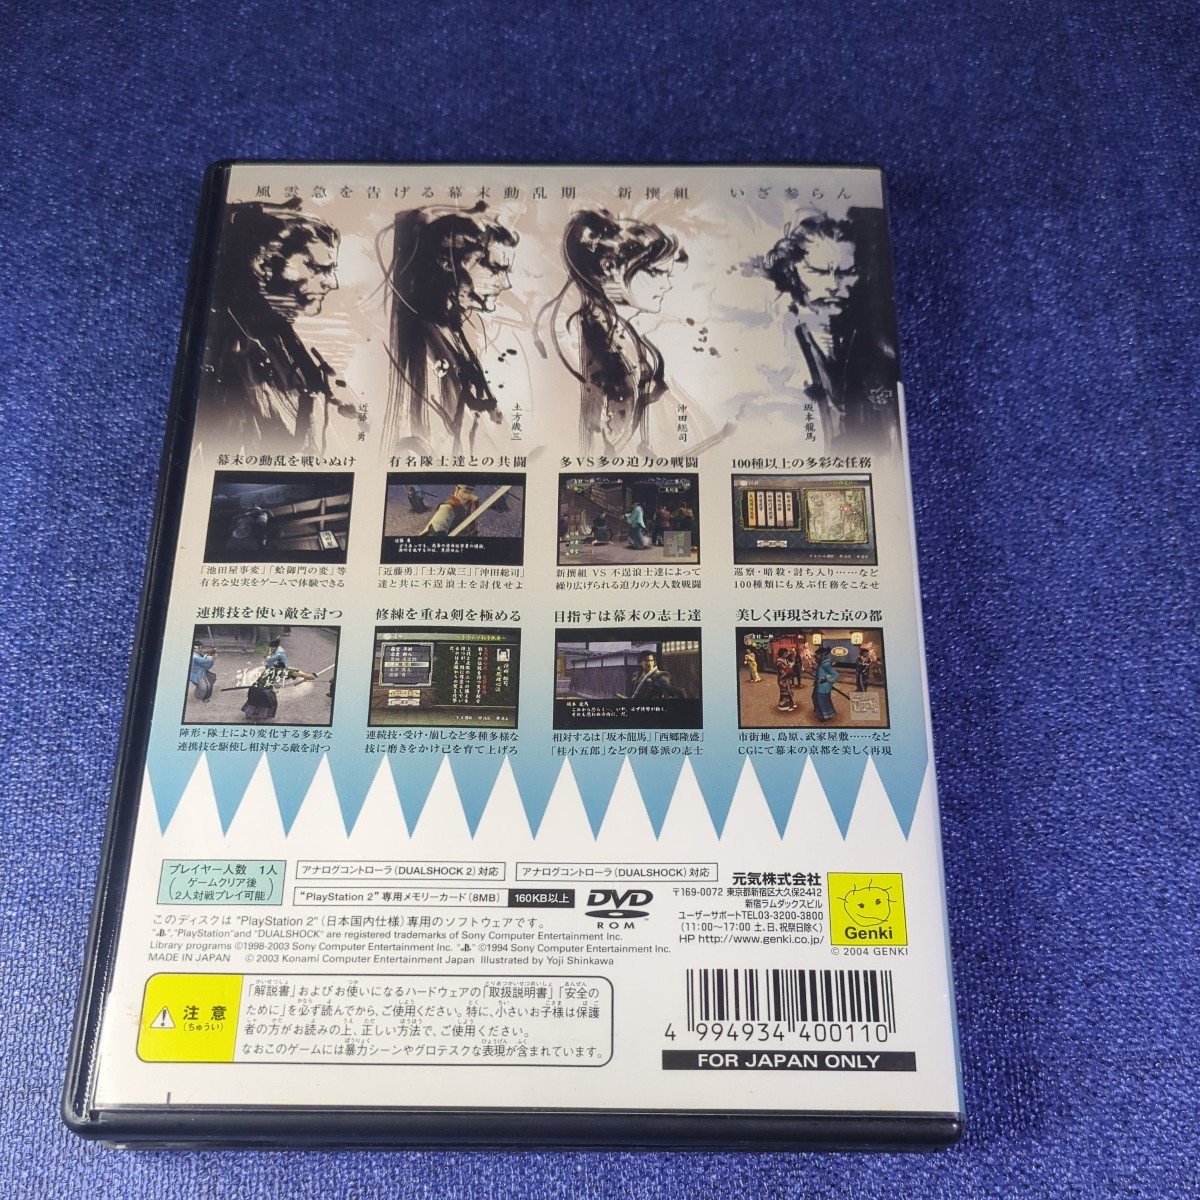 風雲急を告げる幕末動乱期 新撰組 いざ参らん
近藤 勇
土方歳三
沖田総司
坂本龍馬
幕末の動乱を戦いぬけ
「池田屋事変」「蛤御門の変」等
有名な史実をゲームで体験できる
有名隊士達との共闘
「近藤勇」「土方歳三」「沖田総司」
達と共に不逞浪士を討伐せよ
多VS多の迫力の戦闘
新撰組 VS 不逞浪士達によって
繰り広げられる迫力の大人数戦闘
100種以上の多彩な任務
巡察・暗殺・討ち入り……など
100種類にも及ぶ任務をこなせ
連携技を使い敵を討つ
陣形・隊士により変化する多彩な
連携技を駆使し相対する敵を討つ
修練を重ね剣を極める
連続技・受け・崩しなど多種多様な
技に磨きをかけ己を育て上げろ
目指すは幕末の志士達
相対するは「坂本龍馬」「西郷隆盛」
「桂小五郎」などの倒幕派の志士
美しく再現された京の都
市街地、島原、武家屋敷……など
CGにて幕末の京都を美しく再現
プレイヤー人数 1人
(ゲームクリア後
2人対戦プレイ可能)
アナログコントローラ(DUALSHOCK 2)対応
アナログコントローラ(DUALSHOCK)対応
"PlayStation 2"専用メモリーカード(8MB) 160KB以上
DVD
ROM
元気株式会社
〒169-0072 東京都新宿区大久保2-4-12
新宿ラムダックスビル
ユーザーサポートTEL03-3200-3800
(11:00〜17:00 土、日、祝祭日除く)
HP http://www.genki.co.jp/
Genki
© 2004 GENKI
このディスクは "PlayStation 2"(日本国内仕様)専用のソフトウェアです。
"PS", "PlayStation"and "DUALSHOCK" are registered trademarks of Sony Computer Entertainment Inc.
Library programs ©1998-2003 Sony Computer Entertainment Inc. "PS" ©1994 Sony Computer Entertainment Inc.
MADE IN JAPAN © 2003 Konami Computer Entertainment Japan Illustrated by Yoji Shinkawa
注意
(ちゅうい)
「解説書」およびお使いになるハードウェアの「取扱説明書」「安全の
ために」を必ず読んでから、ご使用ください。特に、小さいお子様は保護
者の方がお読みの上、正しい方法で、ご使用ください。
なおこのゲームには暴力シーンやグロテスクな表現が含まれています。
4 994934 400110
FOR JAPAN ONLY